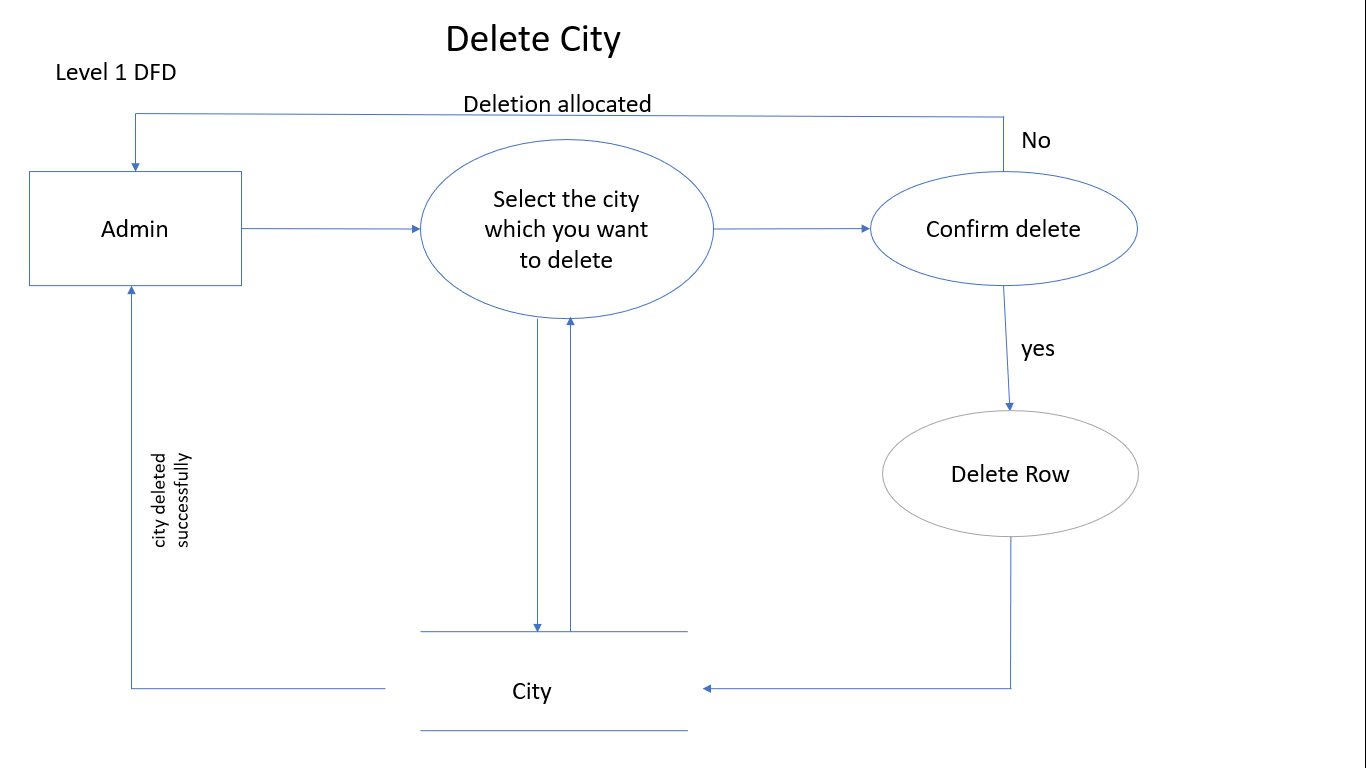 Delete City
Level 1 DFD
Deletion allocated
No
Admin
Select the city
which you want
to delete
Confirm delete
yes
Delete Row
city deleted
successfully
City